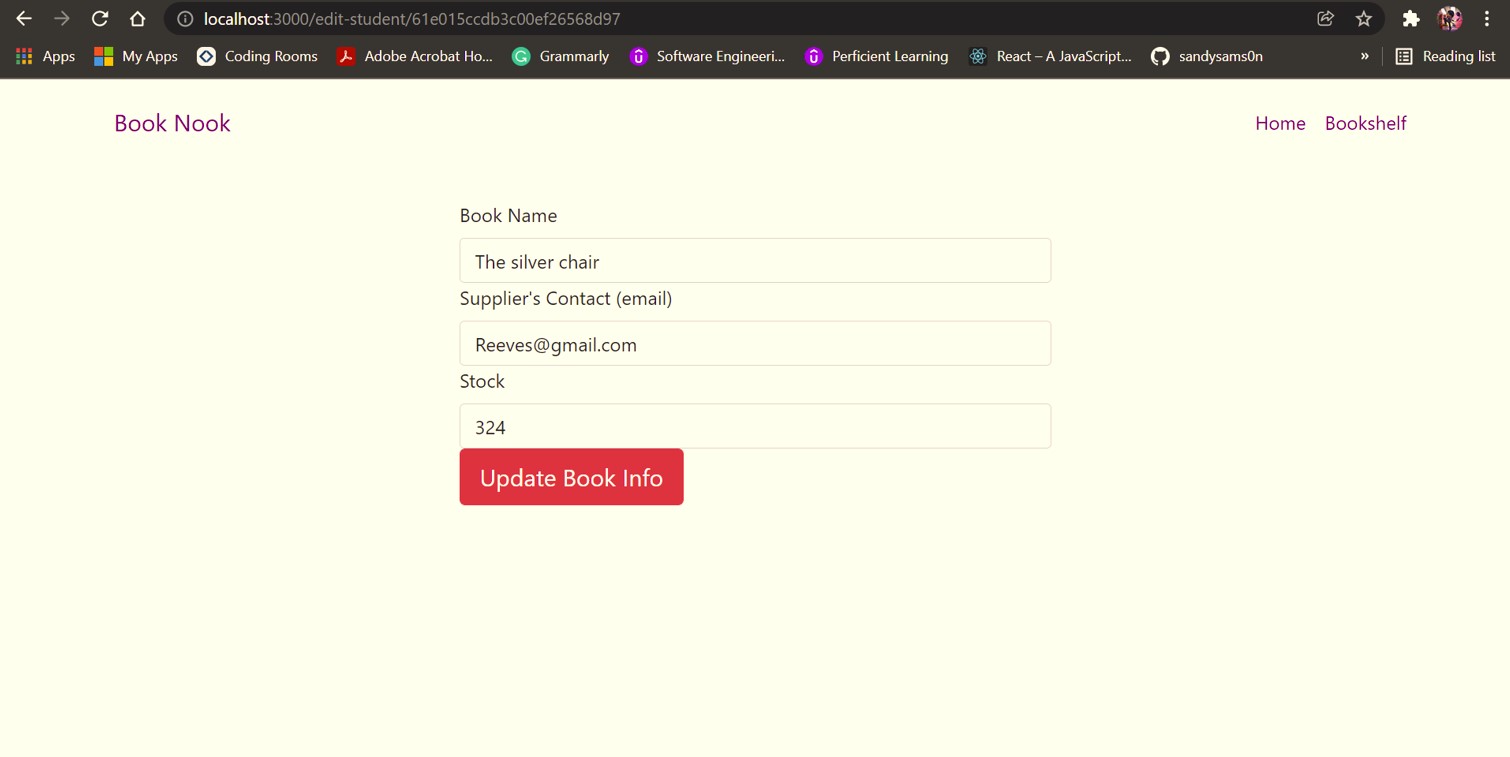 localhost:3000/edit-student/61e015ccdb3c00ef26568d97
Apps My Apps Coding Rooms Adobe Acrobat Ho... Grammarly Software Engineeri... Perficient Learning React – A JavaScript... sandysams0n » Reading list
Book Nook Home Bookshelf
Book Name
The silver chair
Supplier's Contact (email)
Reeves@gmail.com
Stock
324
Update Book Info